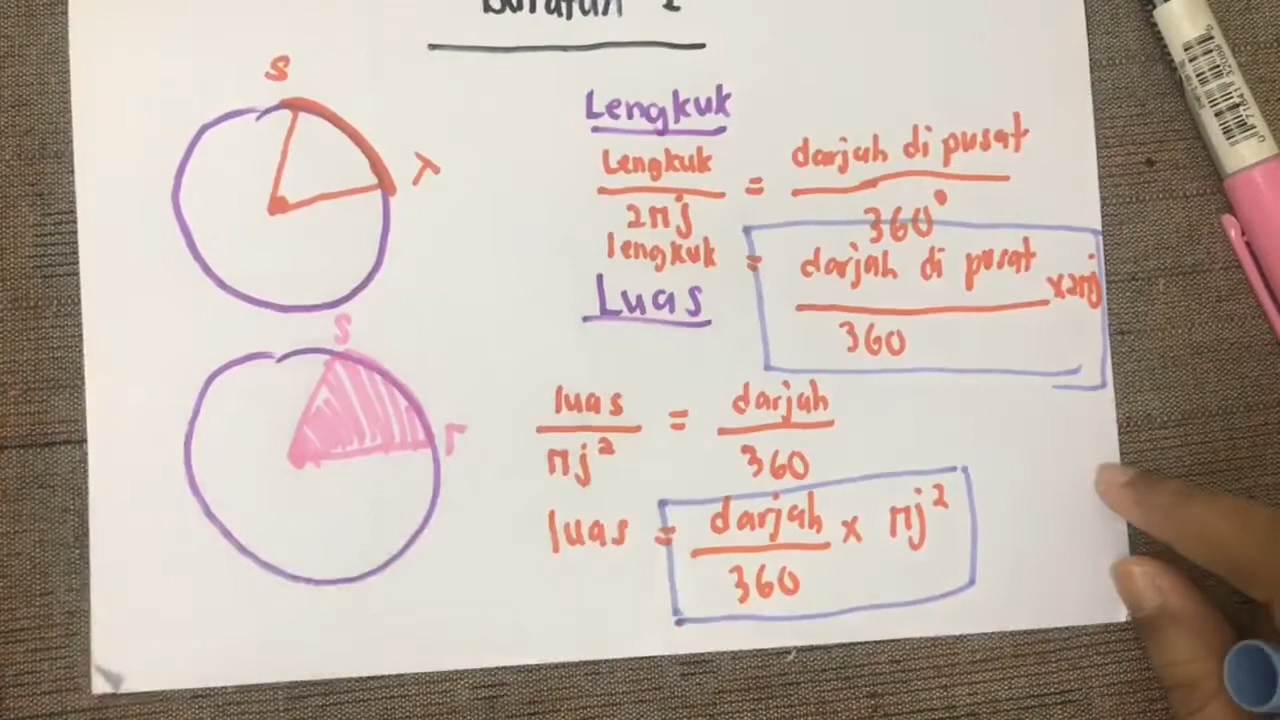 S
T
Lengkuk
Lengkuk / 2πj = darjah di pusat / 360°
lengkuk = darjah di pusat / 360 × 2πj
Luas
S
T
luas / πj² = darjah / 360
luas = darjah / 360 × πj²